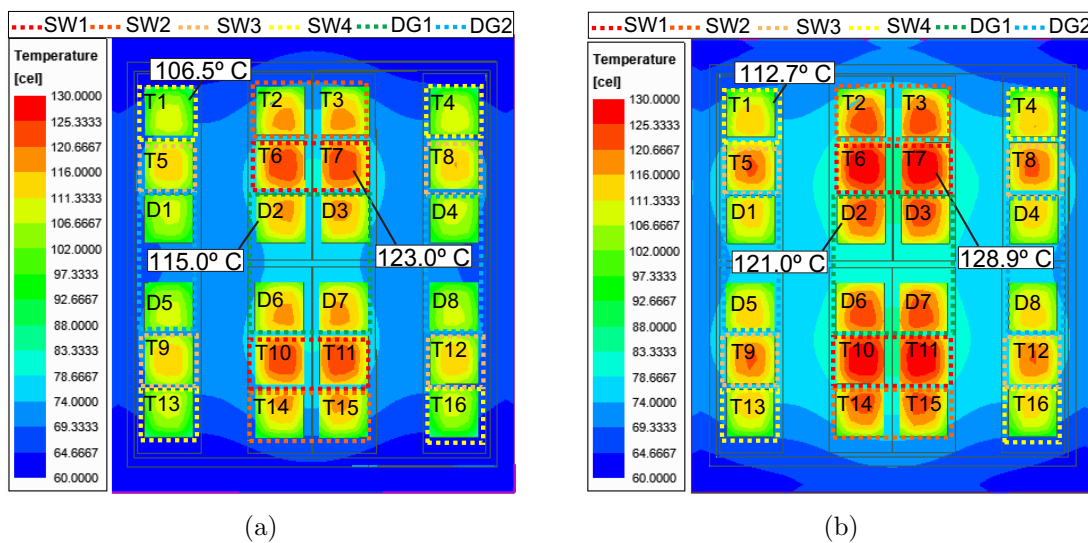 SW1 SW2 SW3 SW4 DG1 DG2
Temperature
[cel]
130.0000
125.3333
120.6667
116.0000
111.3333
106.6667
102.0000
97.3333
92.6667
88.0000
83.3333
78.6667
74.0000
69.3333
64.6667
60.0000
106.5º C
T1 T2 T3 T4
T5 T6 T7 T8
D1 D2 D3 D4
115.0º C 123.0º C
D5 D6 D7 D8
T9 T10 T11 T12
T13 T14 T15 T16
(a)
SW1 SW2 SW3 SW4 DG1 DG2
Temperature
[cel]
130.0000
125.3333
120.6667
116.0000
111.3333
106.6667
102.0000
97.3333
92.6667
88.0000
83.3333
78.6667
74.0000
69.3333
64.6667
60.0000
112.7º C
T1 T2 T3 T4
T5 T6 T7 T8
D1 D2 D3 D4
121.0º C 128.9º C
D5 D6 D7 D8
T9 T10 T11 T12
T13 T14 T15 T16
(b)